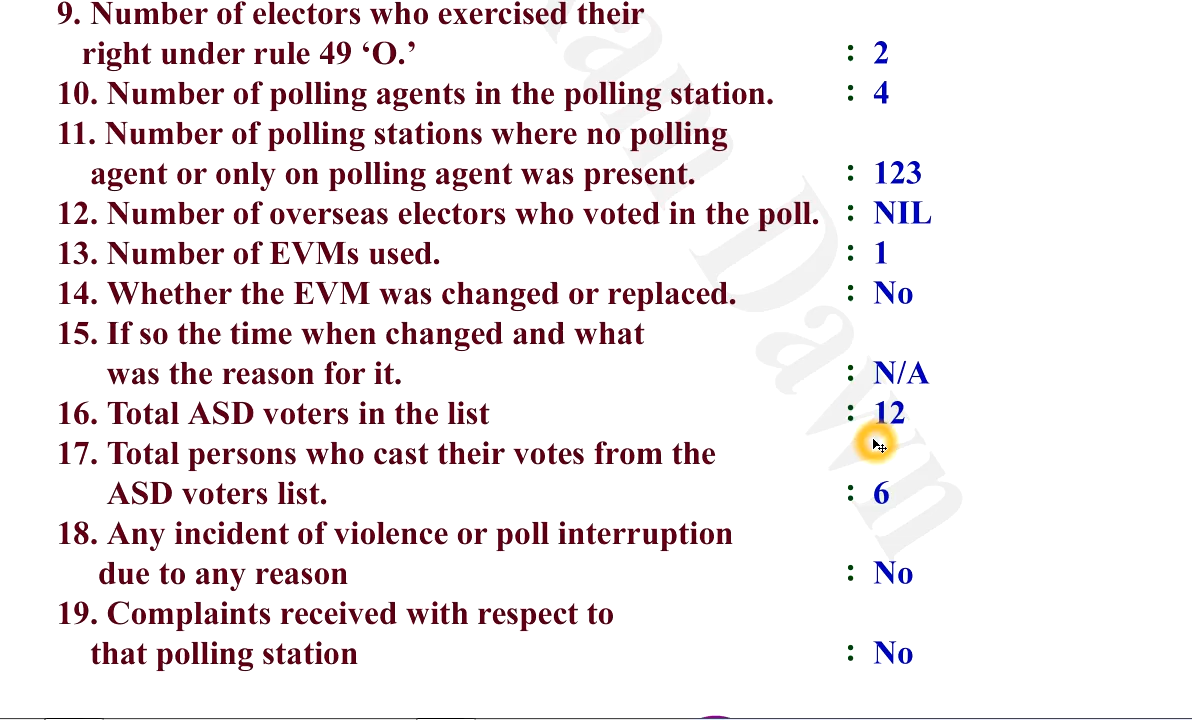 9. Number of electors who exercised their
right under rule 49 ‘O.’ : 2
10. Number of polling agents in the polling station. : 4
11. Number of polling stations where no polling
agent or only on polling agent was present. : 123
12. Number of overseas electors who voted in the poll. : NIL
13. Number of EVMs used. : 1
14. Whether the EVM was changed or replaced. : No
15. If so the time when changed and what
was the reason for it. : N/A
16. Total ASD voters in the list : 12
17. Total persons who cast their votes from the
ASD voters list. : 6
18. Any incident of violence or poll interruption
due to any reason : No
19. Complaints received with respect to
that polling station : No
Dawn